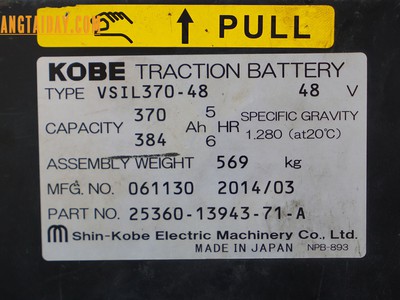 ANGTAIDAY.COM
↑ PULL
KOBE TRACTION BATTERY
TYPE VSIL370-48 48 V
CAPACITY 370 384 Ah 5 6 HR SPECIFIC GRAVITY 1.280 (at20℃)
ASSEMBLY WEIGHT 569 kg
MFG. NO. 061130 2014/03
PART NO. 25360-13943-71-A
Shin-Kobe Electric Machinery Co., Ltd.
MADE IN JAPAN NPB-893